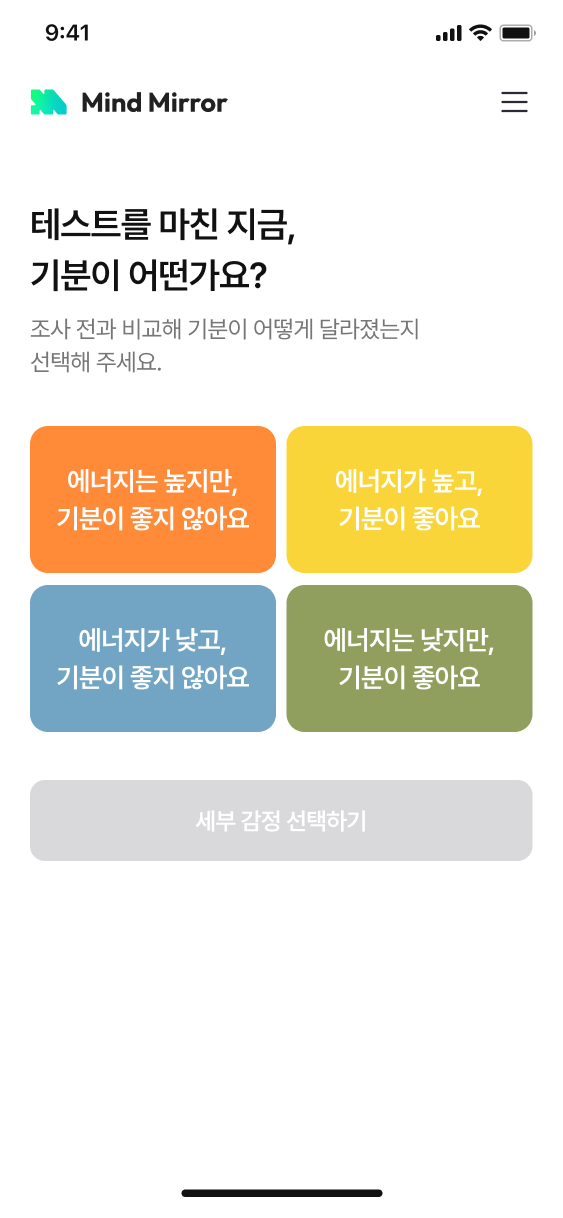 9:41
Mind Mirror
테스트를 마친 지금,
기분이 어떤가요?
조사 전과 비교해 기분이 어떻게 달라졌는지
선택해 주세요.
에너지는 높지만,
기분이 좋지 않아요
에너지가 높고,
기분이 좋아요
에너지가 낮고,
기분이 좋지 않아요
에너지는 낮지만,
기분이 좋아요
세부 감정 선택하기